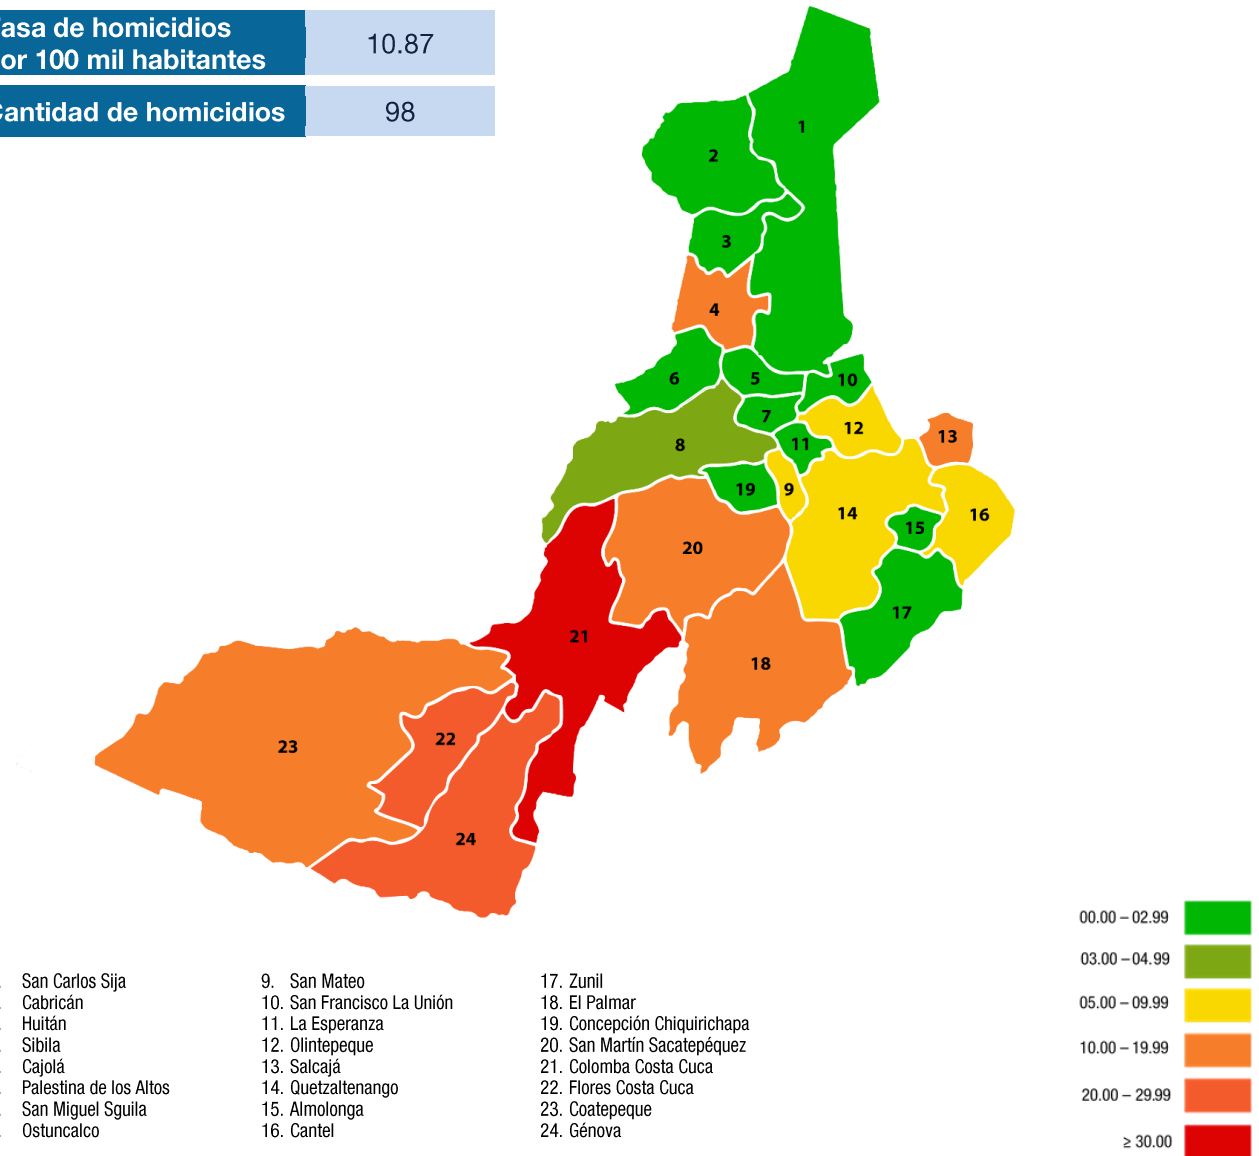 asa de homicidios
or 100 mil habitantes
10.87
Cantidad de homicidios
98
1
2
3
4
5
6
7
8
9
10
11
12
13
14
15
16
17
18
19
20
21
22
23
24
00.00 – 02.99
03.00 – 04.99
05.00 – 09.99
10.00 – 19.99
20.00 – 29.99
≥ 30.00
. San Carlos Sija
. Cabricán
. Huitán
. Sibila
. Cajolá
. Palestina de los Altos
. San Miguel Sguila
. Ostuncalco
9. San Mateo
10. San Francisco La Unión
11. La Esperanza
12. Olintepeque
13. Salcajá
14. Quetzaltenango
15. Almolonga
16. Cantel
17. Zunil
18. El Palmar
19. Concepción Chiquirichapa
20. San Martín Sacatepéquez
21. Colomba Costa Cuca
22. Flores Costa Cuca
23. Coatepeque
24. Génova